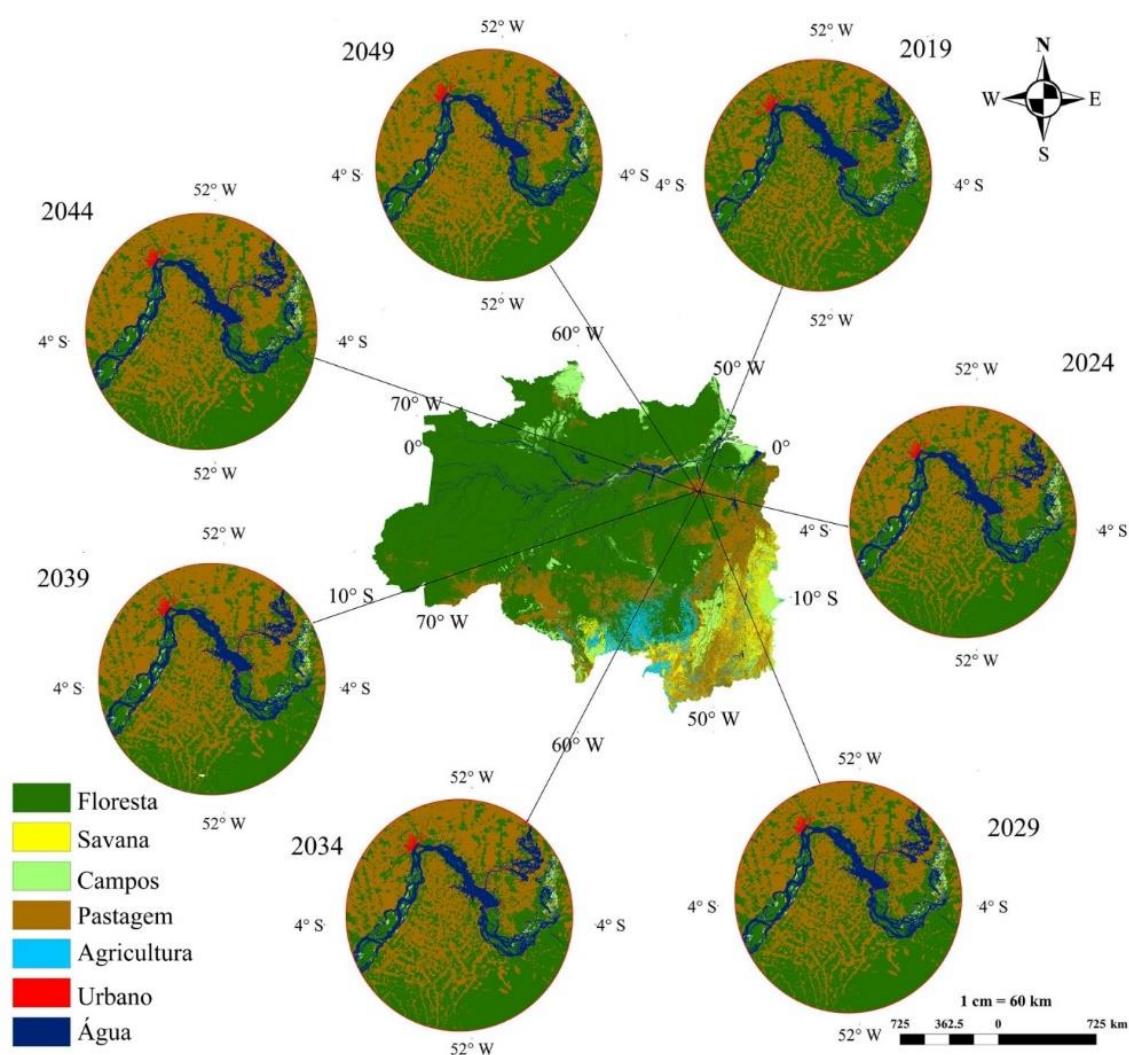 52° W
52° W
2049
2019
N
W
E
S
4° S
4° S
4° S
4° S
52° W
2044
52° W
52° W
4° S
4° S
60° W
50° W
52° W
2024
70° W
0°
0°
52° W
4° S
4° S
52° W
2039
10° S
10° S
70° W
52° W
4° S
4° S
50° W
60° W
52° W
52° W
52° W
2034
2029
4° S
4° S
4° S
4° S
Floresta
Savana
Campos
Pastagem
Agricultura
Urbano
Água
52° W
52° W
1 cm = 60 km
725
362.5
0
725 km